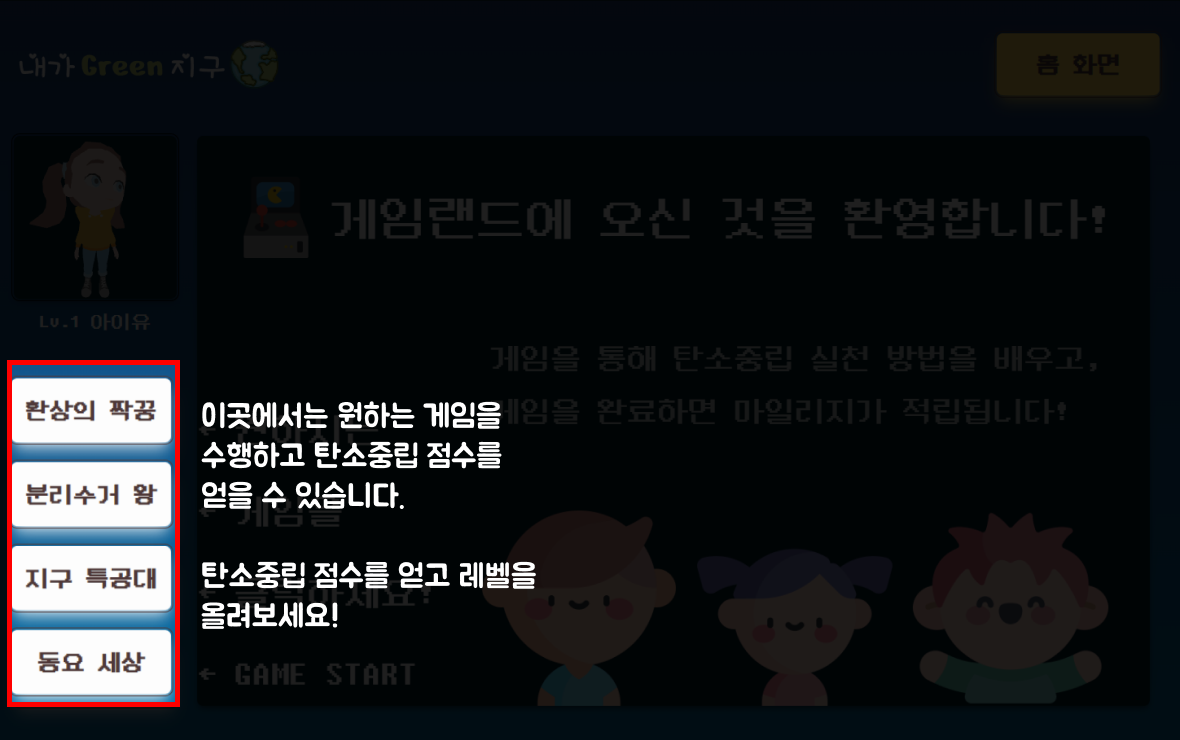 내가 Green 지구
홈 화면
게임랜드에 오신 것을 환영합니다!
Lv.1 아이유
게임을 통해 탄소중립 실천 방법을 배우고,
게임을 완료하면 마일리지가 적립됩니다!
환상의 짝꿍
분리수거 왕
지구 특공대
동요 세상
이곳에서는 원하는 게임을
수행하고 탄소중립 점수를
얻을 수 있습니다.
탄소중립 점수를 얻고 레벨을
올려보세요!
← 게임을
← 클릭하세요!
← GAME START